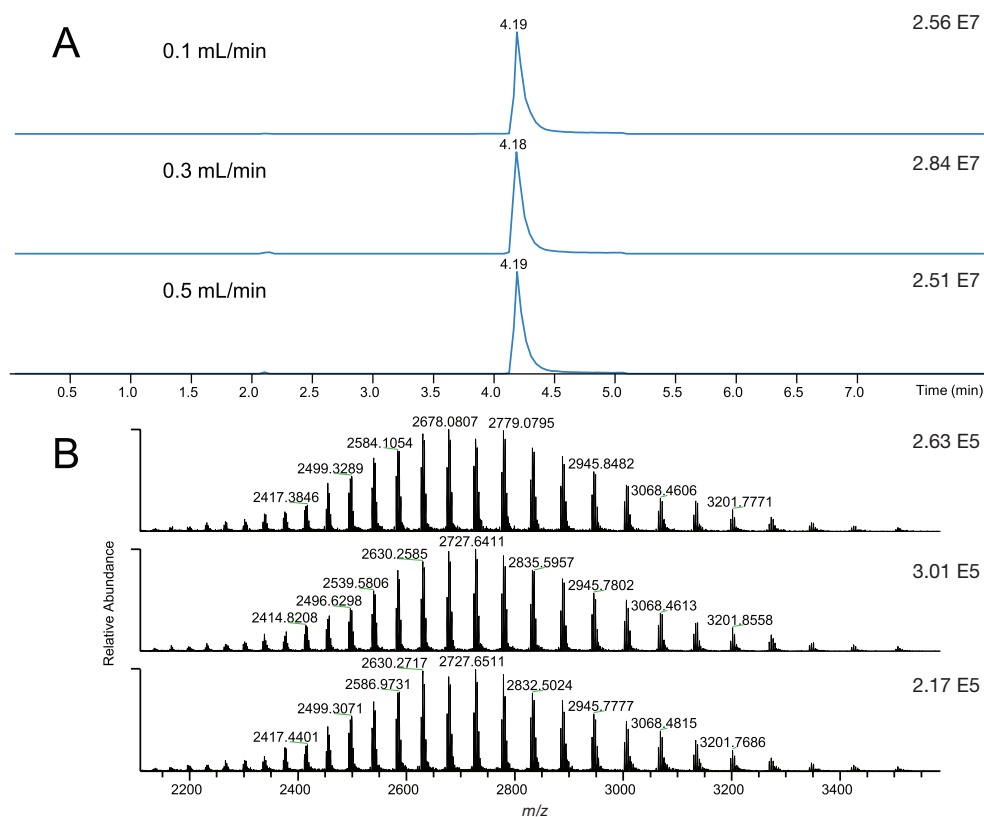 A
0.1 mL/min
4.19
2.56 E7
0.3 mL/min
4.18
2.84 E7
0.5 mL/min
4.19
2.51 E7
0.5 1.0 1.5 2.0 2.5 3.0 3.5 4.0 4.5 5.0 5.5 6.0 6.5 7.0 Time (min)
B
2417.3846 2499.3289 2584.1054 2678.0807 2779.0795 2945.8482 3068.4606 3201.7771
2.63 E5
2414.8208 2496.6298 2539.5806 2630.2585 2727.6411 2835.5957 2945.7802 3068.4613 3201.8558
3.01 E5
Relative Abundance
2417.4401 2499.3071 2586.9731 2630.2717 2727.6511 2832.5024 2945.7777 3068.4815 3201.7686
2.17 E5
2200 2400 2600 2800 3000 3200 3400
m/z